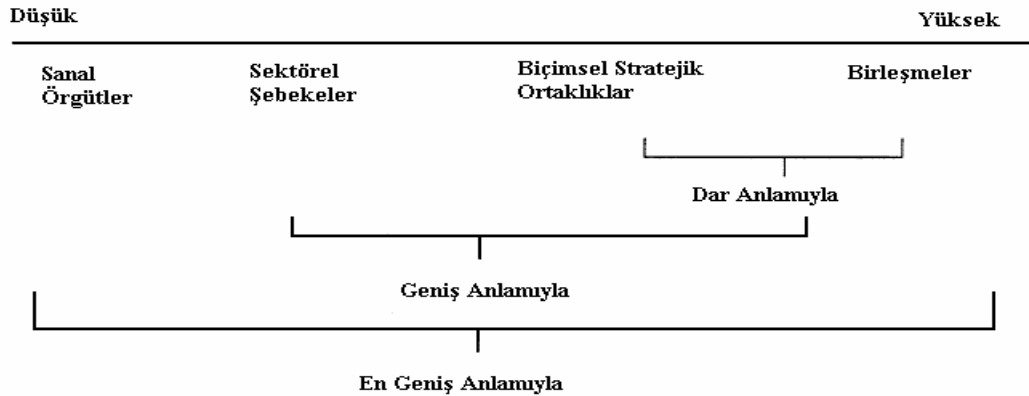 Düşük
Yüksek
Sanal
Örgütler
Sektörel
Şebekeler
Biçimsel Stratejik
Ortaklıklar
Birleşmeler
Dar Anlamıyla
Geniş Anlamıyla
En Geniş Anlamıyla